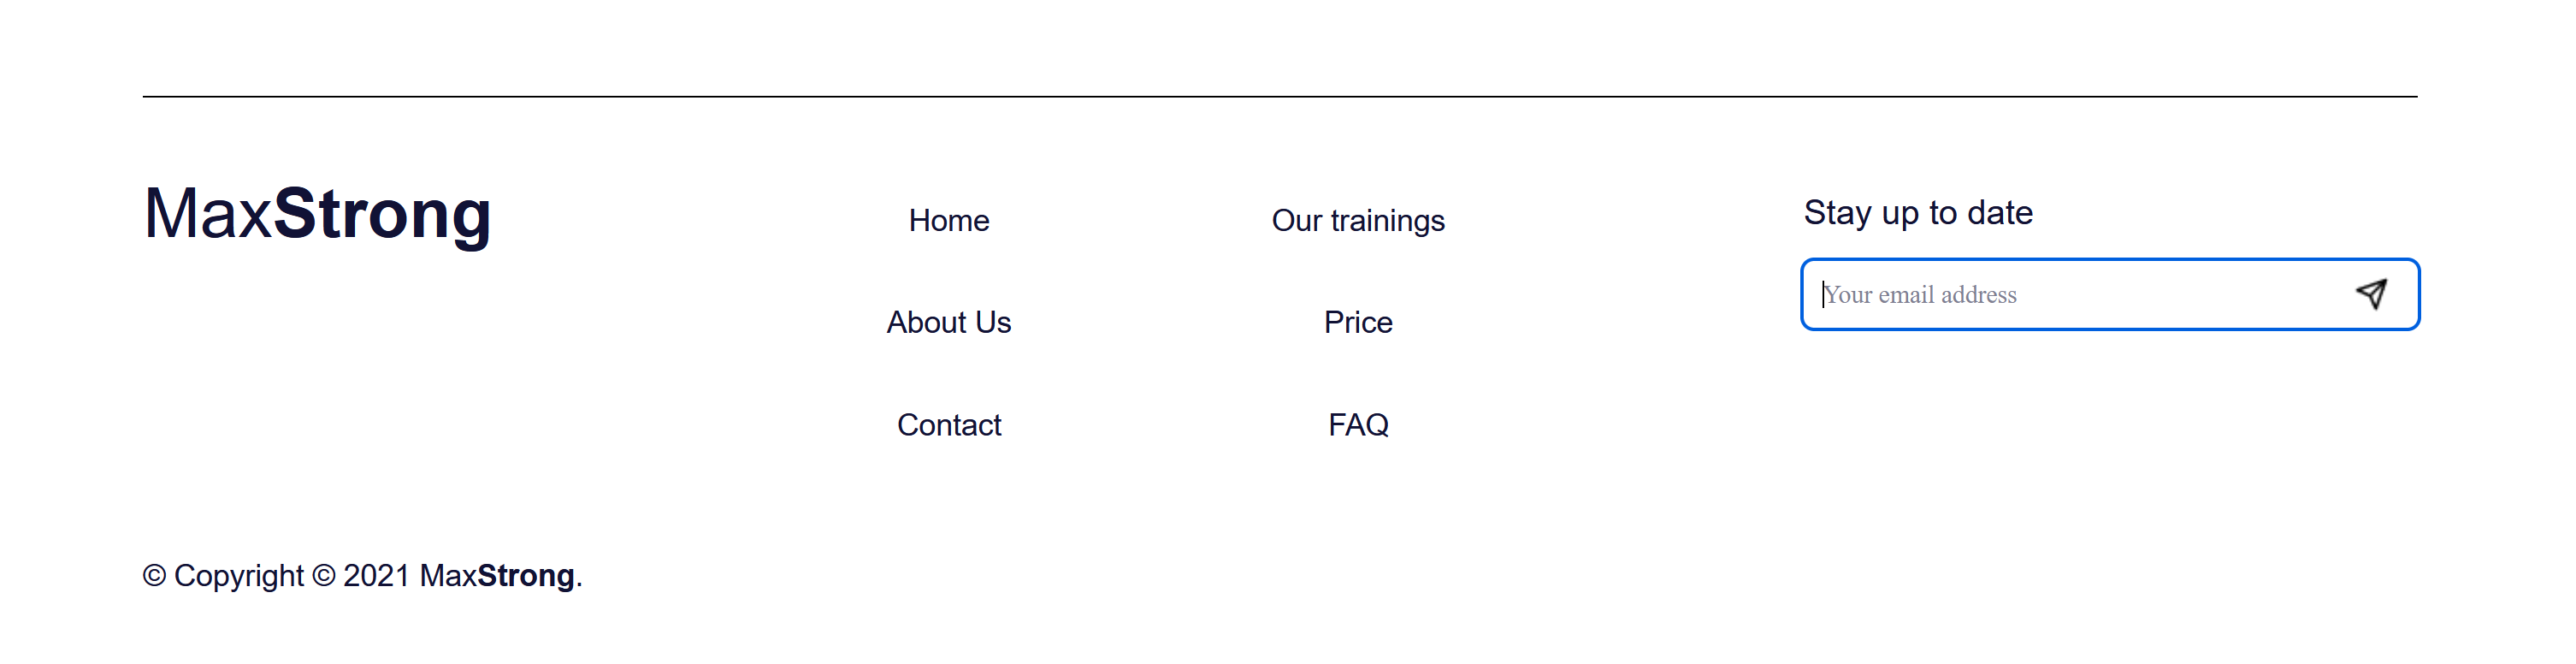 MaxStrong
Home
About Us
Contact
Our trainings
Price
FAQ
Stay up to date
Your email address
© Copyright © 2021 MaxStrong.